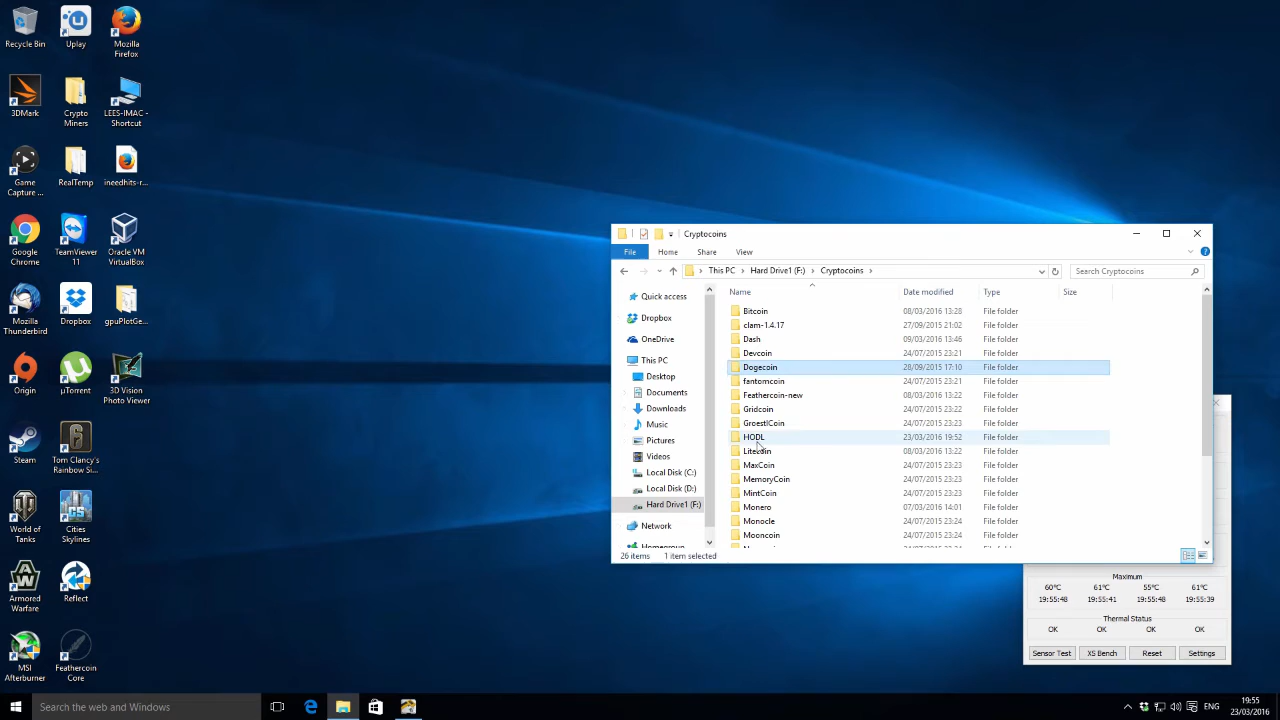 Recycle Bin
Uplay
Mozilla
Firefox
3DMark
Crypto
Miners
LEES-IMAC -
Shortcut
Game
Capture ...
RealTemp
ineedhits-r...
Google
Chrome
TeamViewer
11
Oracle VM
VirtualBox
Mozilla
Thunderbird
Dropbox
gpuPlotGe...
Origin
µTorrent
3D Vision
Photo Viewer
Steam
Tom Clancy's
Rainbow Si...
World of
Tanks
Cities
Skylines
Armored
Warfare
Reflect
MSI
Afterburner
Feathercoin
Core
Cryptocoins
File Home Share View
This PC Hard Drive1 (F:) Cryptocoins
Search Cryptocoins
Quick access
Dropbox
OneDrive
This PC
Desktop
Documents
Downloads
Music
Pictures
Videos
Local Disk (C:)
Local Disk (D:)
Hard Drive1 (F:)
Network
Homegroup
Name Date modified Type Size
Bitcoin 08/03/2016 13:28 File folder
clam-1.4.17 27/09/2015 21:02 File folder
Dash 09/03/2016 13:46 File folder
Devcoin 24/07/2015 23:21 File folder
Dogecoin 28/09/2015 17:10 File folder
fantomcoin 24/07/2015 23:21 File folder
Feathercoin-new 08/03/2016 13:22 File folder
Gridcoin 24/07/2015 23:22 File folder
GroestlCoin 24/07/2015 23:23 File folder
HODL 23/03/2016 19:52 File folder
Litecoin 08/03/2016 13:22 File folder
MaxCoin 24/07/2015 23:23 File folder
MemoryCoin 24/07/2015 23:23 File folder
MintCoin 24/07/2015 23:23 File folder
Monero 07/03/2016 14:01 File folder
Monocle 24/07/2015 23:24 File folder
Mooncoin 24/07/2015 23:24 File folder
26 items 1 item selected
Maximum
60°C 61°C 55°C 61°C
19:55:48 19:55:41 19:55:48 19:55:39
Thermal Status
OK OK OK OK
Sensor Test XS Bench Reset Settings
Search the web and Windows
ENG
19:55
23/03/2016